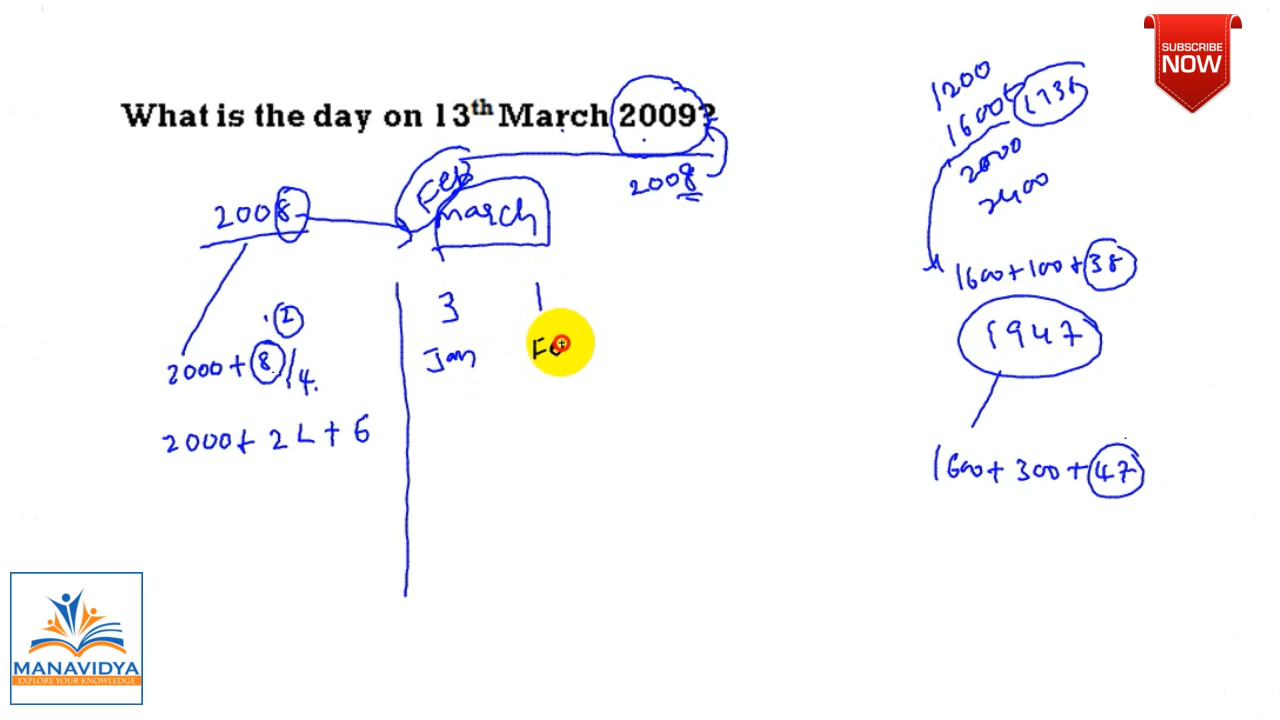 SUBSCRIBE
NOW
What is the day on 13th March 2009?
2008
Feb
March
2008
3 1
Jan Fe
2
2000 + 8/4.
2000 + 2L + 6
1200
1600
1738
2000
2400
1600 + 100 + 38
1947
1600 + 300 + 47
MANAVIDYA
EXPLORE YOUR KNOWLEDGE